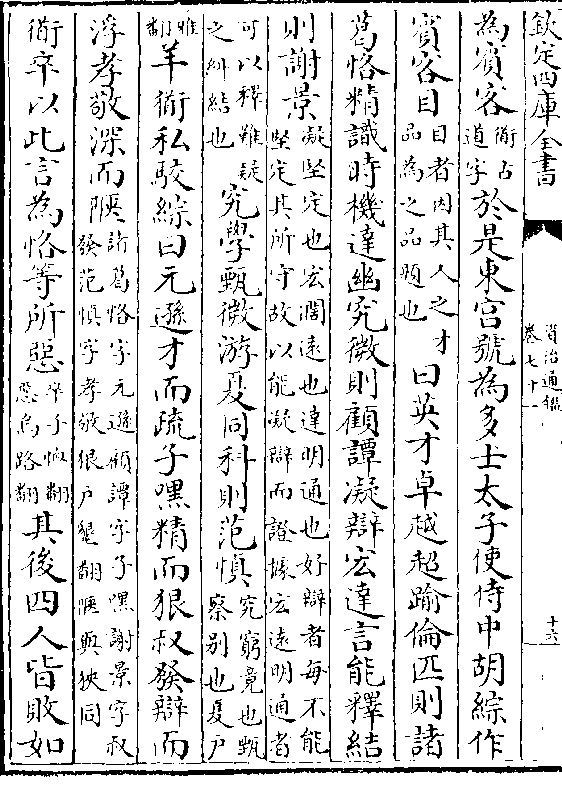 欽定四庫全書
資治通鑑
卷七十一
十六
為賓客
衜古
道字
於是東宮號為多士太子使侍中胡綜作
賓客目
目者因其人之才
品為之品題也
曰英才卓越超踰倫匹則諸
葛恪精識時機達幽究微則顧譚凝辯宏達言能釋結
則謝景
凝堅定也宏濶遠也達明通也好辯者每不能
堅定其所守故以能凝辯而證據宏遠明通者
可以釋難疑
之糾結也
究學甄微游夏同科則范慎
究窮竟也甄
察别也夏户
雅
翻
羊衜私駮綜曰元遜才而疏子嘿精而狠叔發辯而
浮孝敬深而陿
諸葛恪字元遜顧譚字子嘿謝景字叔
發范慎字孝敬狠户墾翻陿與狹同
衜卒以此言為恪等所惡
卒子恤翻
惡烏路翻
其後四人皆敗如